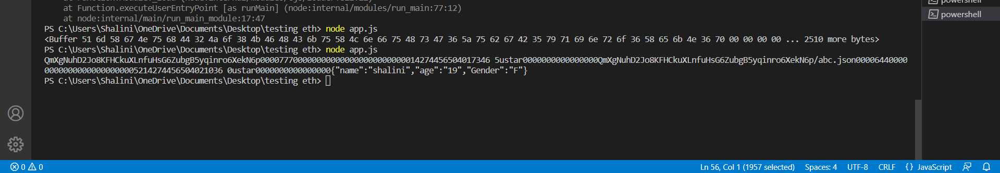 at Function.executeUserEntryPoint [as runMain] (node:internal/modules/run_main:77:12)
at node:internal/main/run_main_module:17:47
PS C:\Users\Shalini\OneDrive\Documents\Desktop\testing eth> node app.js
<Buffer 51 6d 58 67 4e 75 68 44 32 4a 6f 38 4b 46 48 43 6b 75 58 4c 6e 66 75 48 73 47 36 5a 75 62 67 42 35 79 71 69 6e 72 6f 36 58 65 6b 4e 36 70 00 00 00 00 ... 2510 more bytes>
PS C:\Users\Shalini\OneDrive\Documents\Desktop\testing eth> node app.js
QmXgNuhD2Jo8KFHCkuXLnfuHsG6ZubgB5yqinro6XekN6p0000777000000000000000000000000014274456504017346 5ustar0000000000000000QmXgNuhD2Jo8KFHCkuXLnfuHsG6ZubgB5yqinro6XekN6p/abc.json00006440000
0000000000000000005214274456504021036 0ustar0000000000000000{"name":"shalini","age":"19","Gender":"F"}
PS C:\Users\Shalini\OneDrive\Documents\Desktop\testing eth>
powershell
powershell
0 0
Ln 56, Col 1 (1957 selected) Spaces: 4 UTF-8 CRLF {} JavaScript